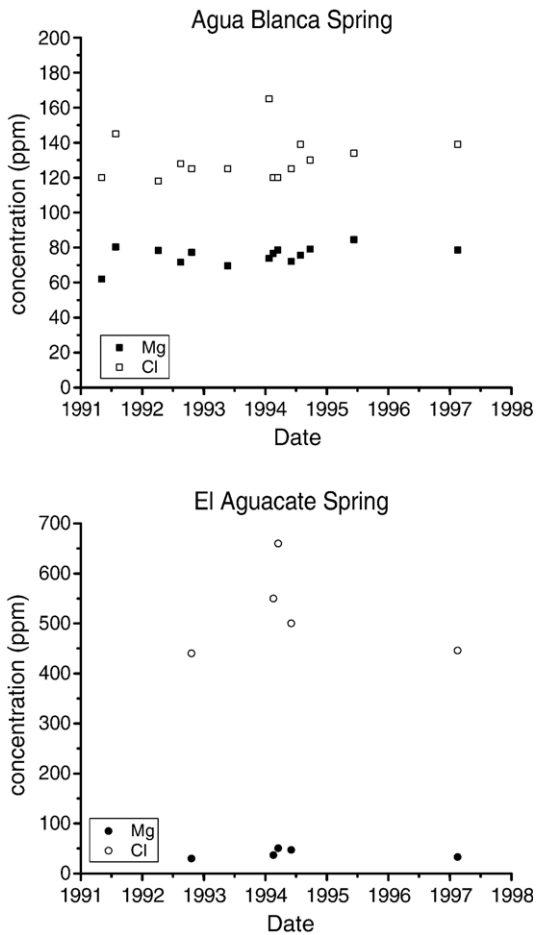 Agua Blanca Spring
200
180
160
140
120
100
80
60
40
20
0
concentration (ppm)
Mg
Cl
1991 1992 1993 1994 1995 1996 1997 1998
Date
El Aguacate Spring
700
600
500
400
300
200
100
0
concentration (ppm)
Mg
Cl
1991 1992 1993 1994 1995 1996 1997 1998
Date